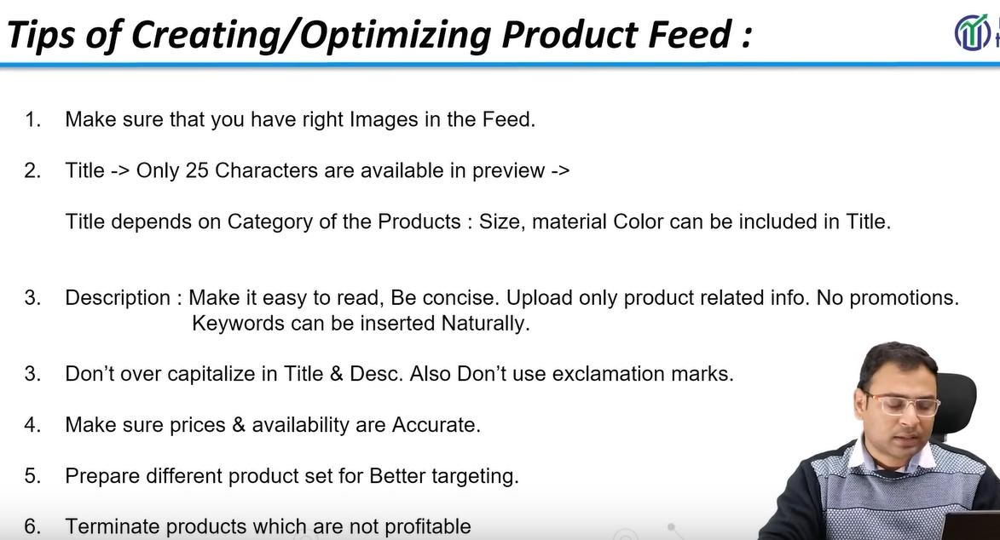 Tips of Creating/Optimizing Product Feed :
1. Make sure that you have right Images in the Feed.
2. Title -> Only 25 Characters are available in preview ->
Title depends on Category of the Products : Size, material Color can be included in Title.
3. Description : Make it easy to read, Be concise. Upload only product related info. No promotions.
Keywords can be inserted Naturally.
3. Don’t over capitalize in Title & Desc. Also Don’t use exclamation marks.
4. Make sure prices & availability are Accurate.
5. Prepare different product set for Better targeting.
6. Terminate products which are not profitable